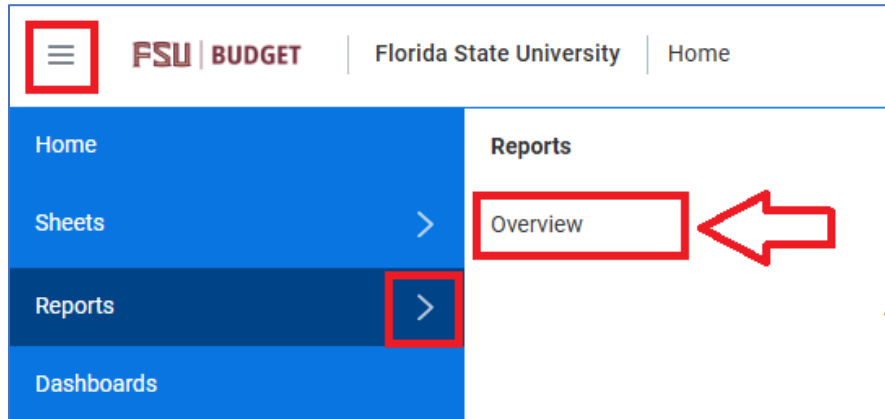 FSU | BUDGET Florida State University Home
Home
Reports
Sheets
Overview
Reports
Dashboards